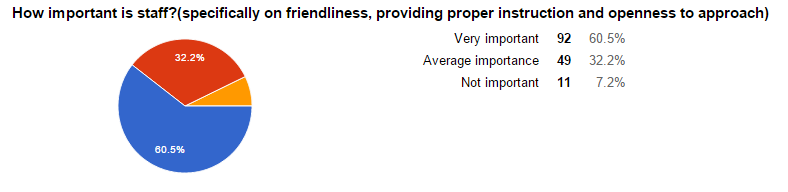 How important is staff?(specifically on friendliness, providing proper instruction and openness to approach)
32.2%
60.5%
Very important 92 60.5%
Average importance 49 32.2%
Not important 11 7.2%